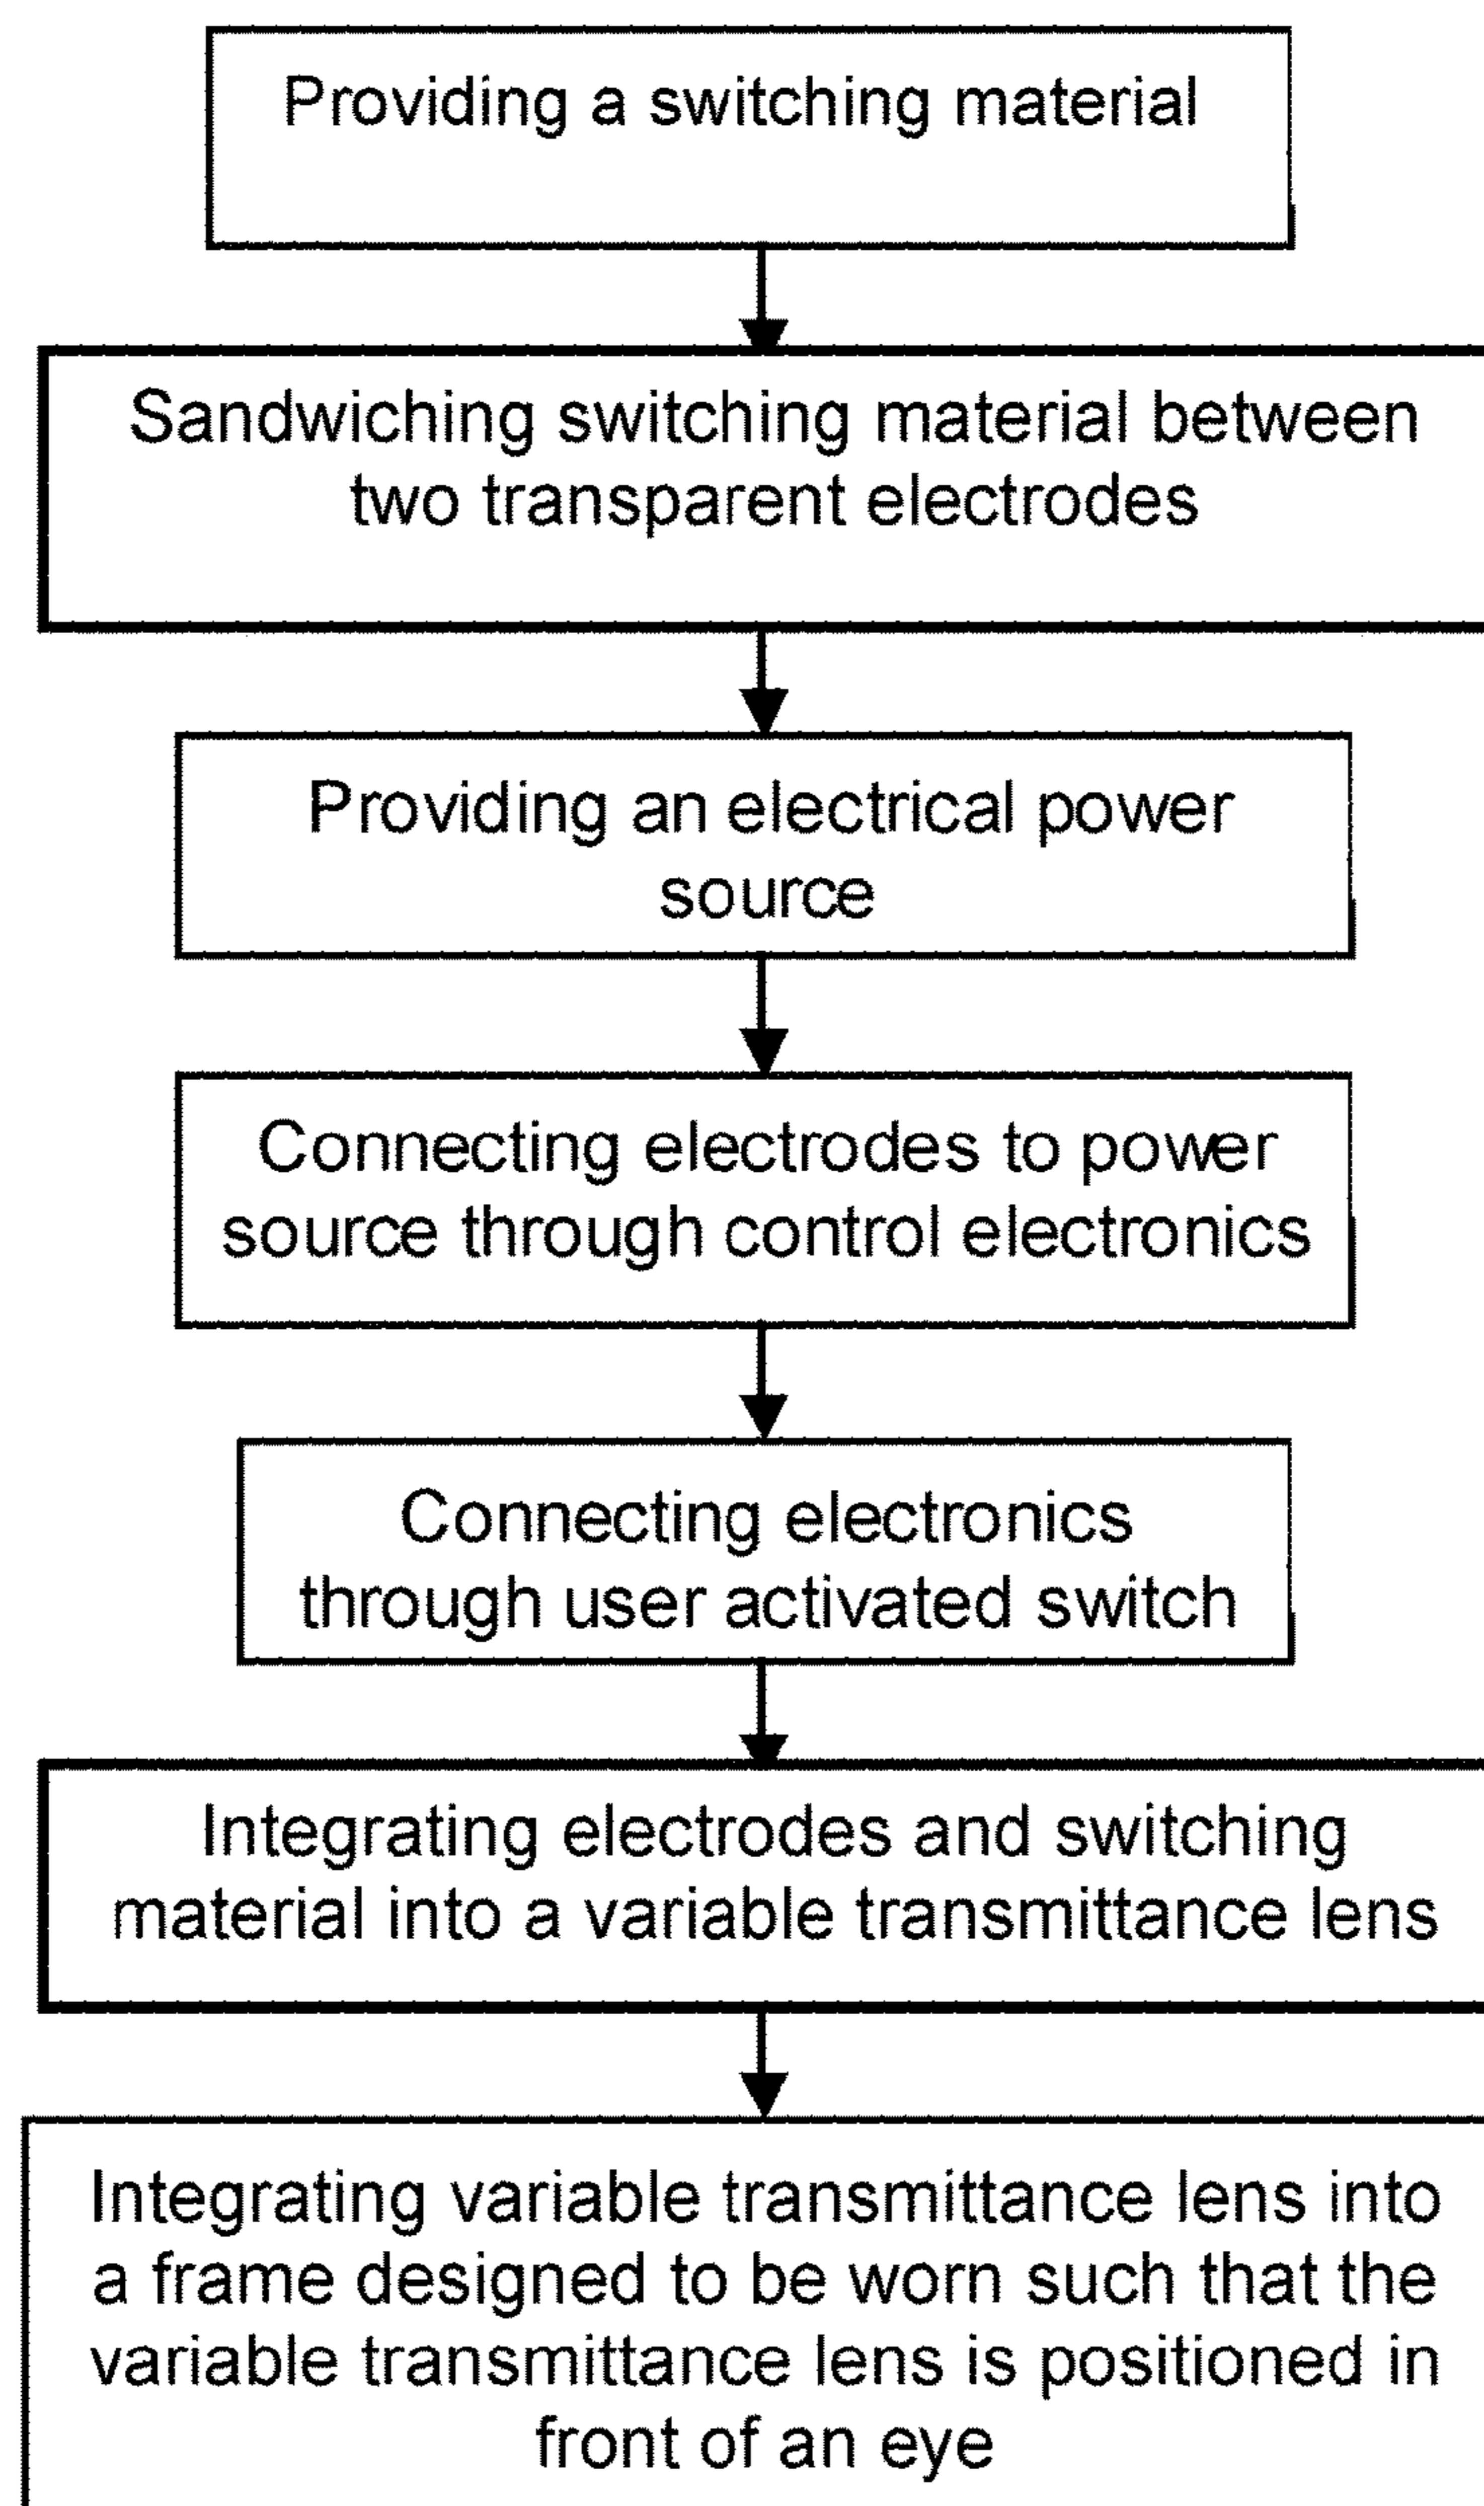 Providing a switching material
Sandwiching switching material between
two transparent electrodes
Providing an electrical power
source
Connecting electrodes to power
source through control electronics
Connecting electronics
through user activated switch
Integrating electrodes and switching
material into a variable transmittance lens
Integrating variable transmittance lens into
a frame designed to be worn such that the
variable transmittance lens is positioned in
front of an eye